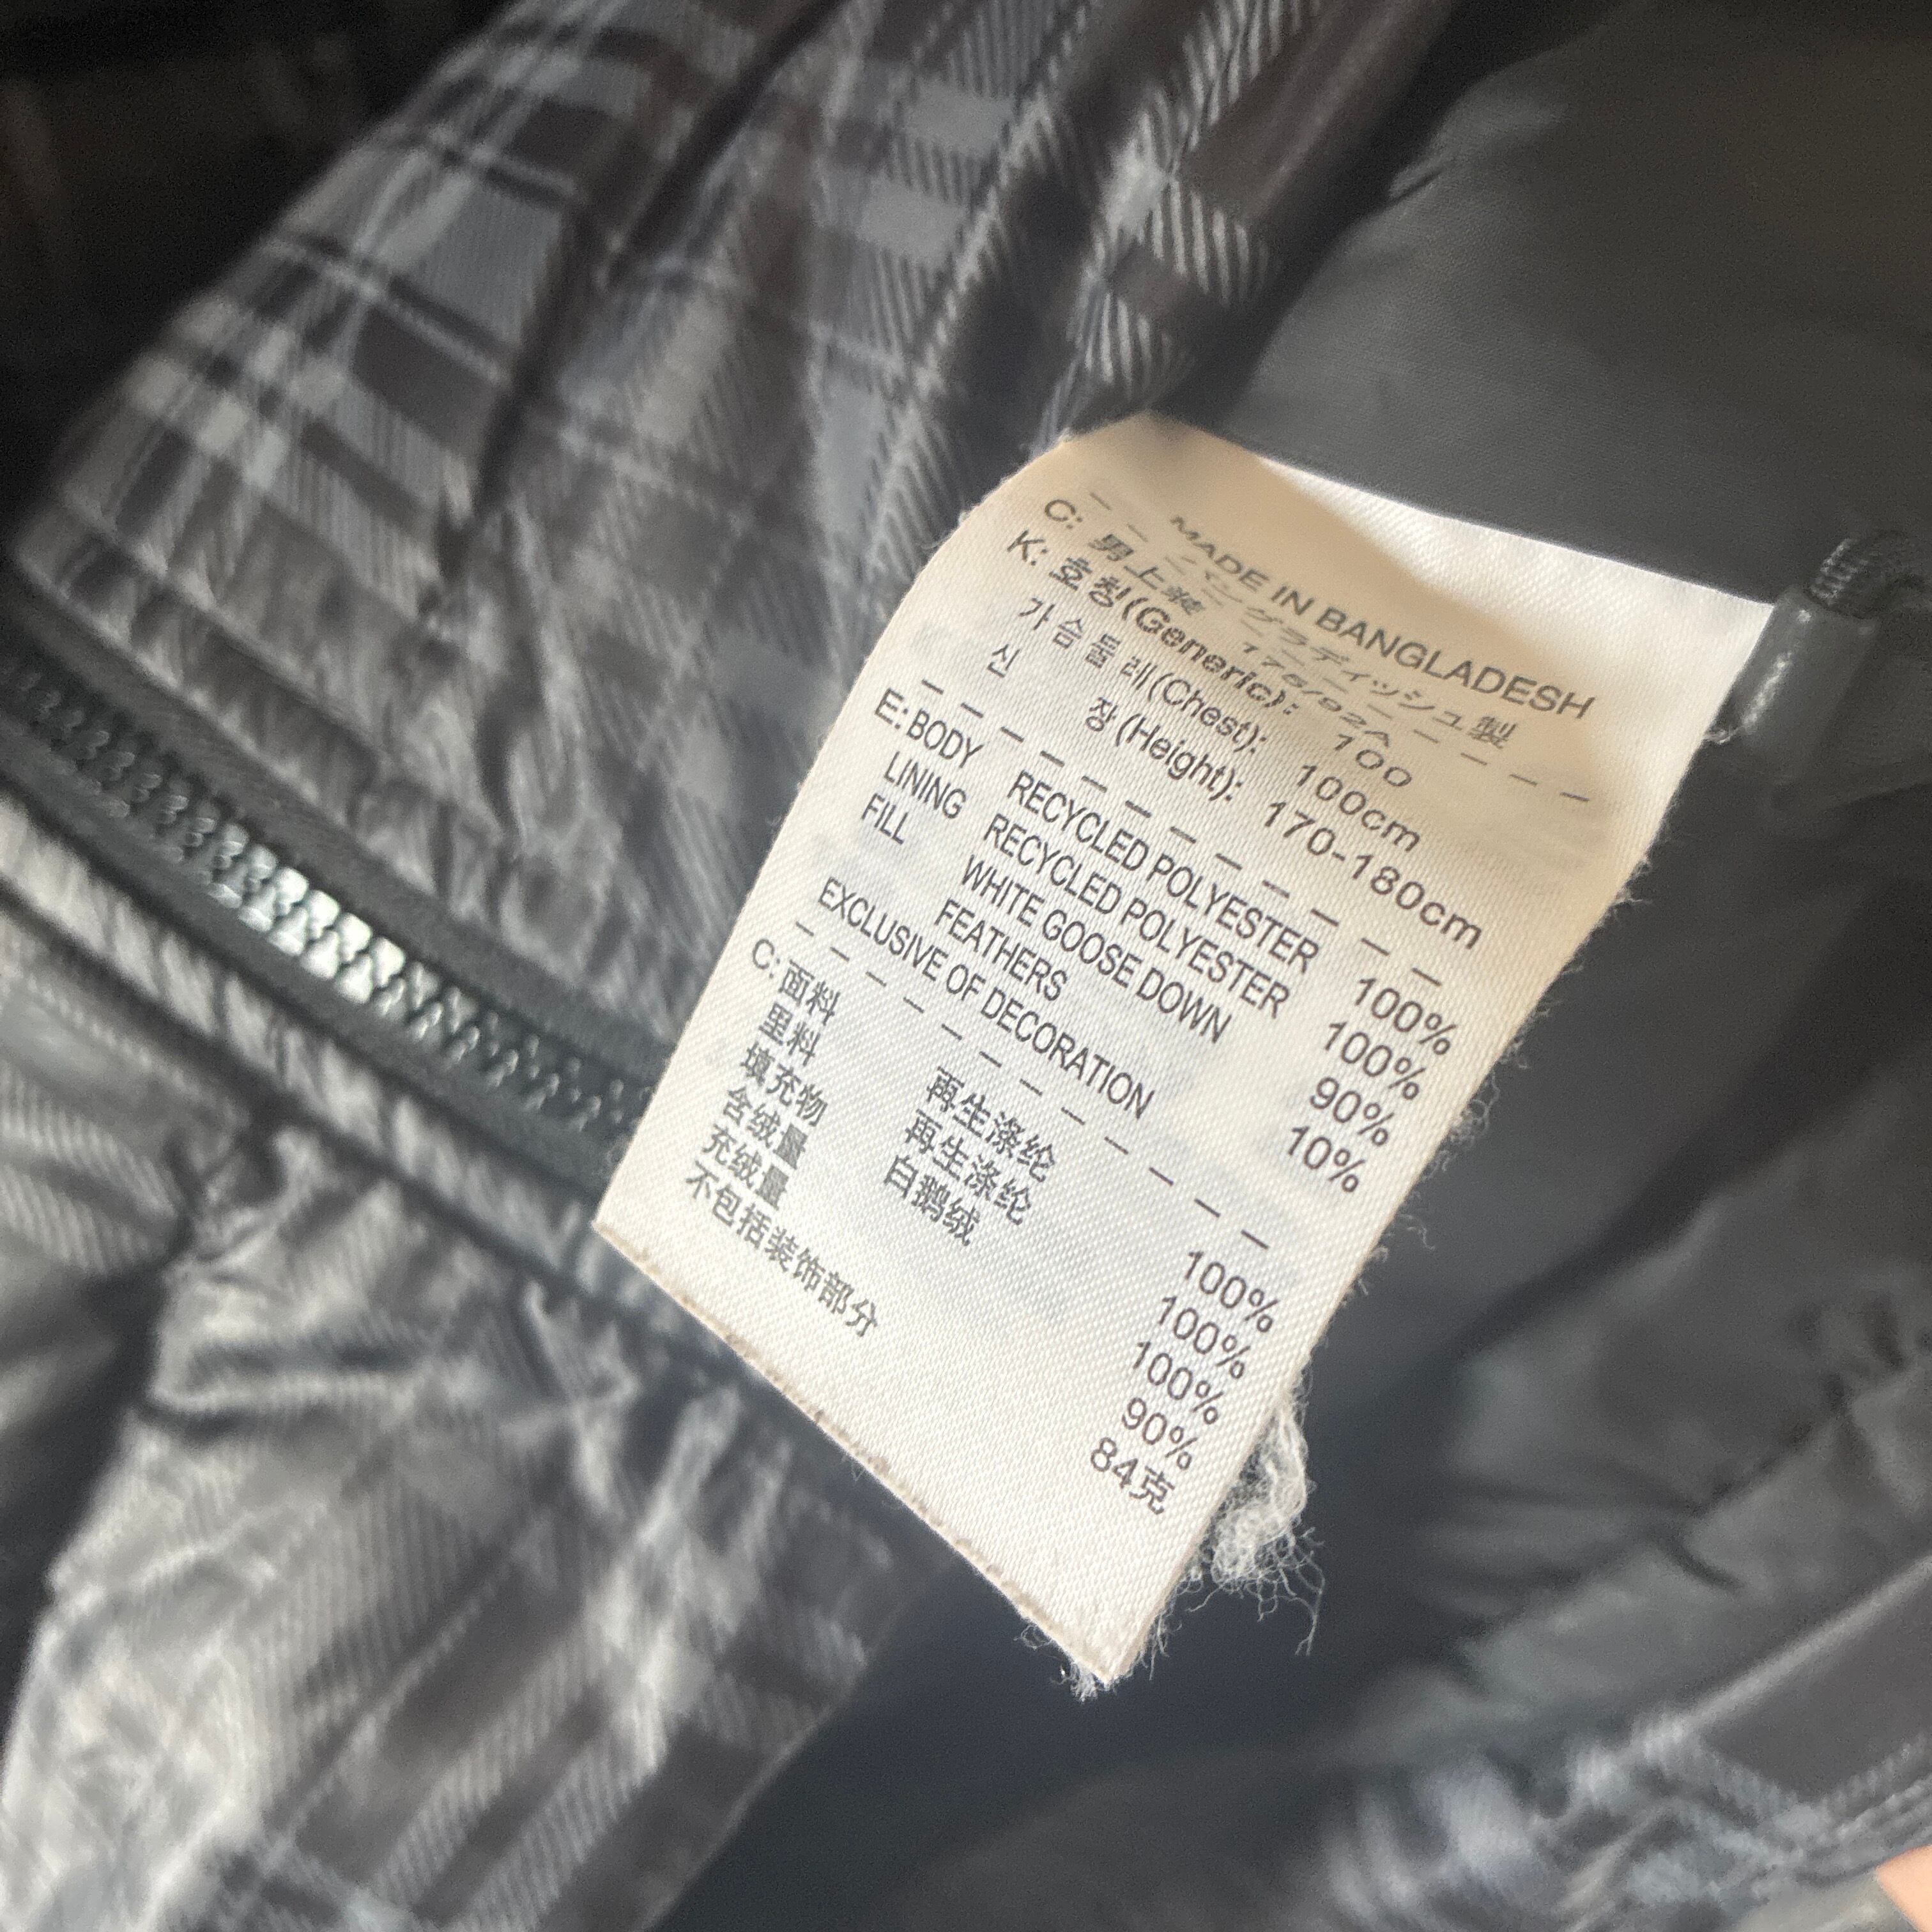 MADE IN BANGLADESH
バングラディッシュ製
C: 男上装 175/92A
K: 호칭(Generic): 100
가슴둘레(Chest): 100cm
신 장(Height): 170-180cm
E: BODY RECYCLED POLYESTER 100%
LINING RECYCLED POLYESTER 100%
FILL WHITE GOOSE DOWN 90%
FEATHERS 10%
EXCLUSIVE OF DECORATION
C: 面料 再生涤纶 100%
里料 再生涤纶 100%
填充物 白鹅绒 100%
含绒量 90%
充绒量 84克
不包括装饰部分